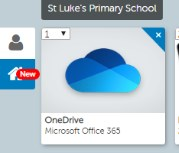 St Luke's Primary School
1
New
OneDrive
Microsoft Office 365